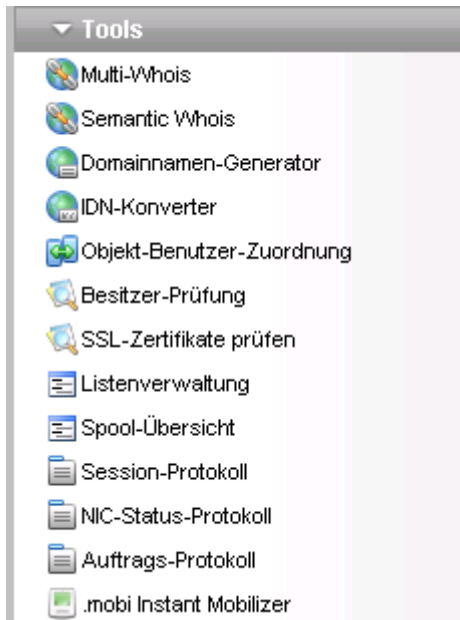 Tools
Multi-Whois
Semantic Whois
Domainnamen-Generator
IDN-Konverter
Objekt-Benutzer-Zuordnung
Besitzer-Prüfung
SSL-Zertifikate prüfen
Listenverwaltung
Spool-Übersicht
Session-Protokoll
NIC-Status-Protokoll
Auftrags-Protokoll
.mobi Instant Mobilizer